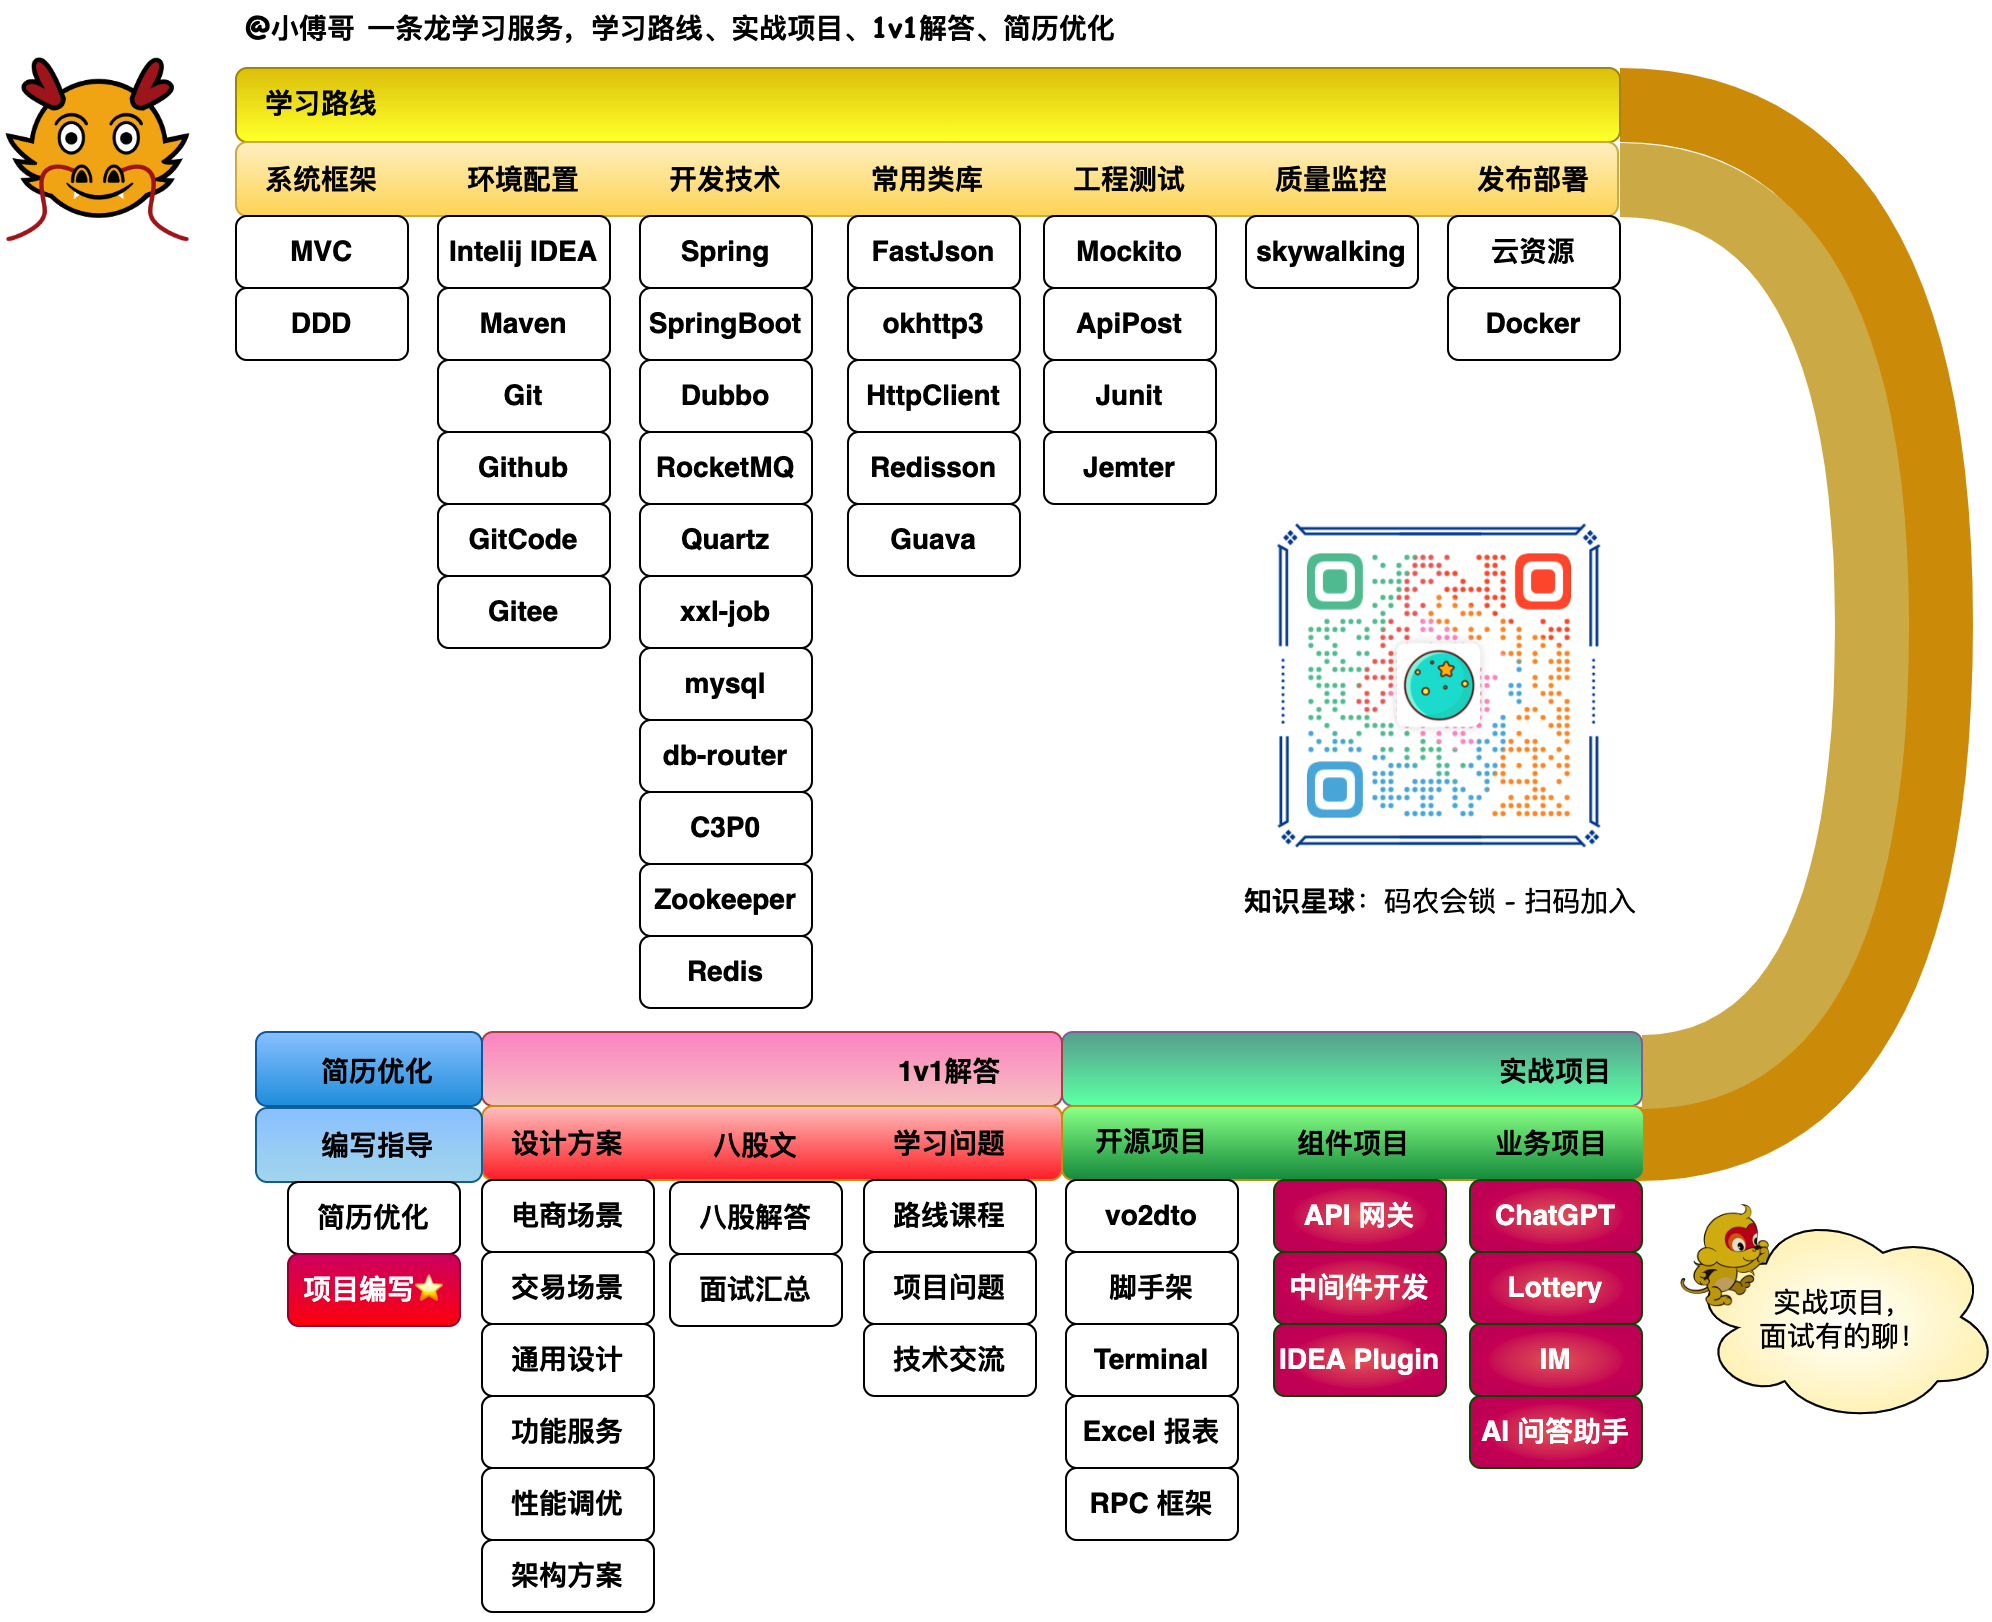 @小傅哥 一条龙学习服务，学习路线、实战项目、1v1解答、简历优化
学习路线
系统框架 环境配置 开发技术 常用类库 工程测试 质量监控 发布部署
MVC Intelij IDEA Spring FastJson Mockito skywalking 云资源
DDD Maven SpringBoot okhttp3 ApiPost Docker
Git Dubbo HttpClient Junit
Github RocketMQ Redisson Jemter
GitCode Quartz Guava
Gitee xxl-job
mysql
db-router
C3P0
Zookeeper
Redis
知识星球：码农会锁 - 扫码加入
简历优化 1v1解答 实战项目
编写指导 设计方案 八股文 学习问题 开源项目 组件项目 业务项目
简历优化 电商场景 八股解答 路线课程 vo2dto API 网关 ChatGPT
项目编写⭐ 交易场景 面试汇总 项目问题 脚手架 中间件开发 Lottery
通用设计 技术交流 Terminal IDEA Plugin IM
功能服务 Excel 报表 AI 问答助手
性能调优 RPC 框架
架构方案
实战项目，
面试有的聊！